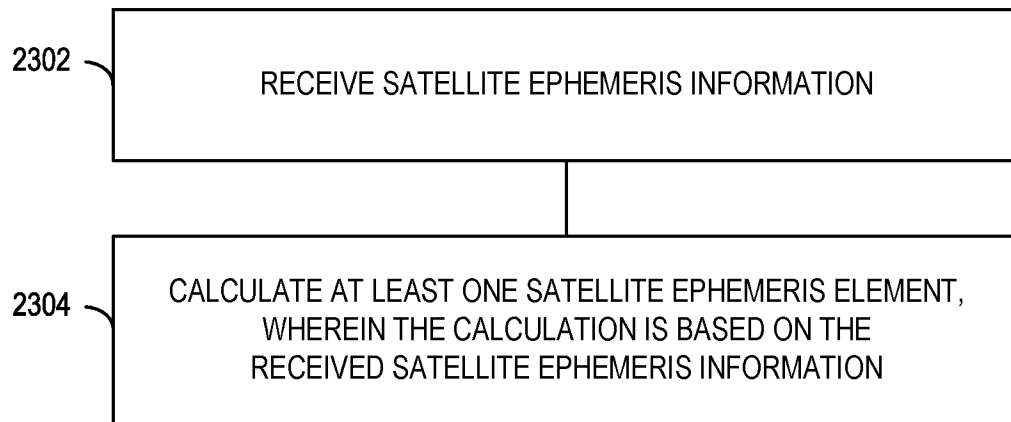 2302
RECEIVE SATELLITE EPHEMERIS INFORMATION
2304
CALCULATE AT LEAST ONE SATELLITE EPHEMERIS ELEMENT,
WHEREIN THE CALCULATION IS BASED ON THE
RECEIVED SATELLITE EPHEMERIS INFORMATION